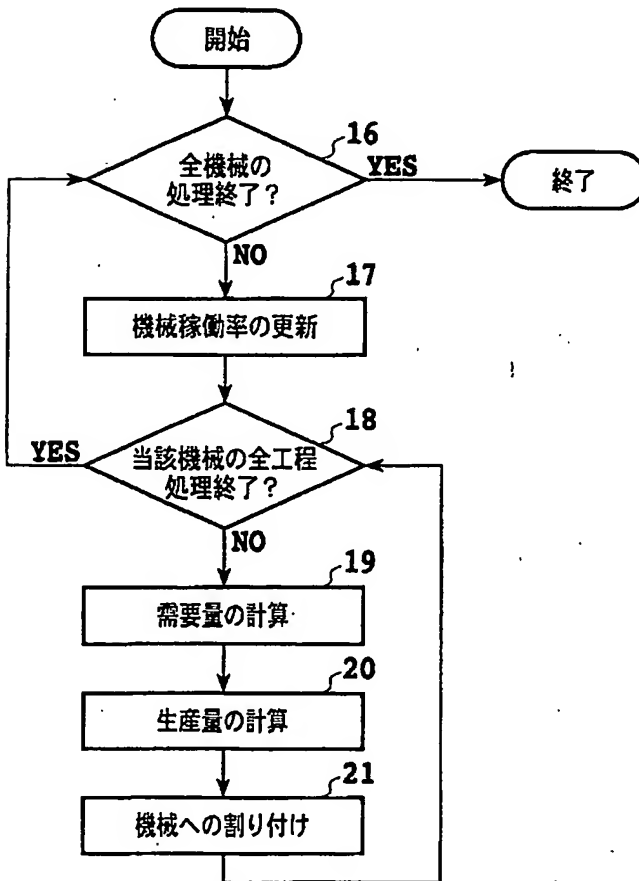 開始
16
全機械の
処理終了？
YES
終了
NO
17
機械稼働率の更新
18
YES
当該機械の全工程
処理終了？
NO
19
需要量の計算
20
生産量の計算
21
機械への割り付け